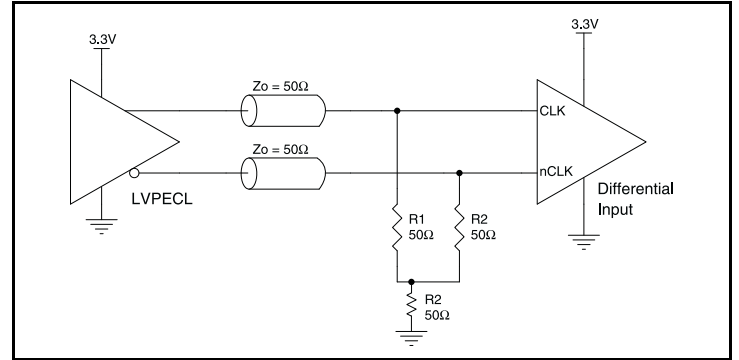 3.3V
3.3V
Zo = 50Ω
CLK
Zo = 50Ω
nCLK
LVPECL
Differential
Input
R1
50Ω
R2
50Ω
R2
50Ω